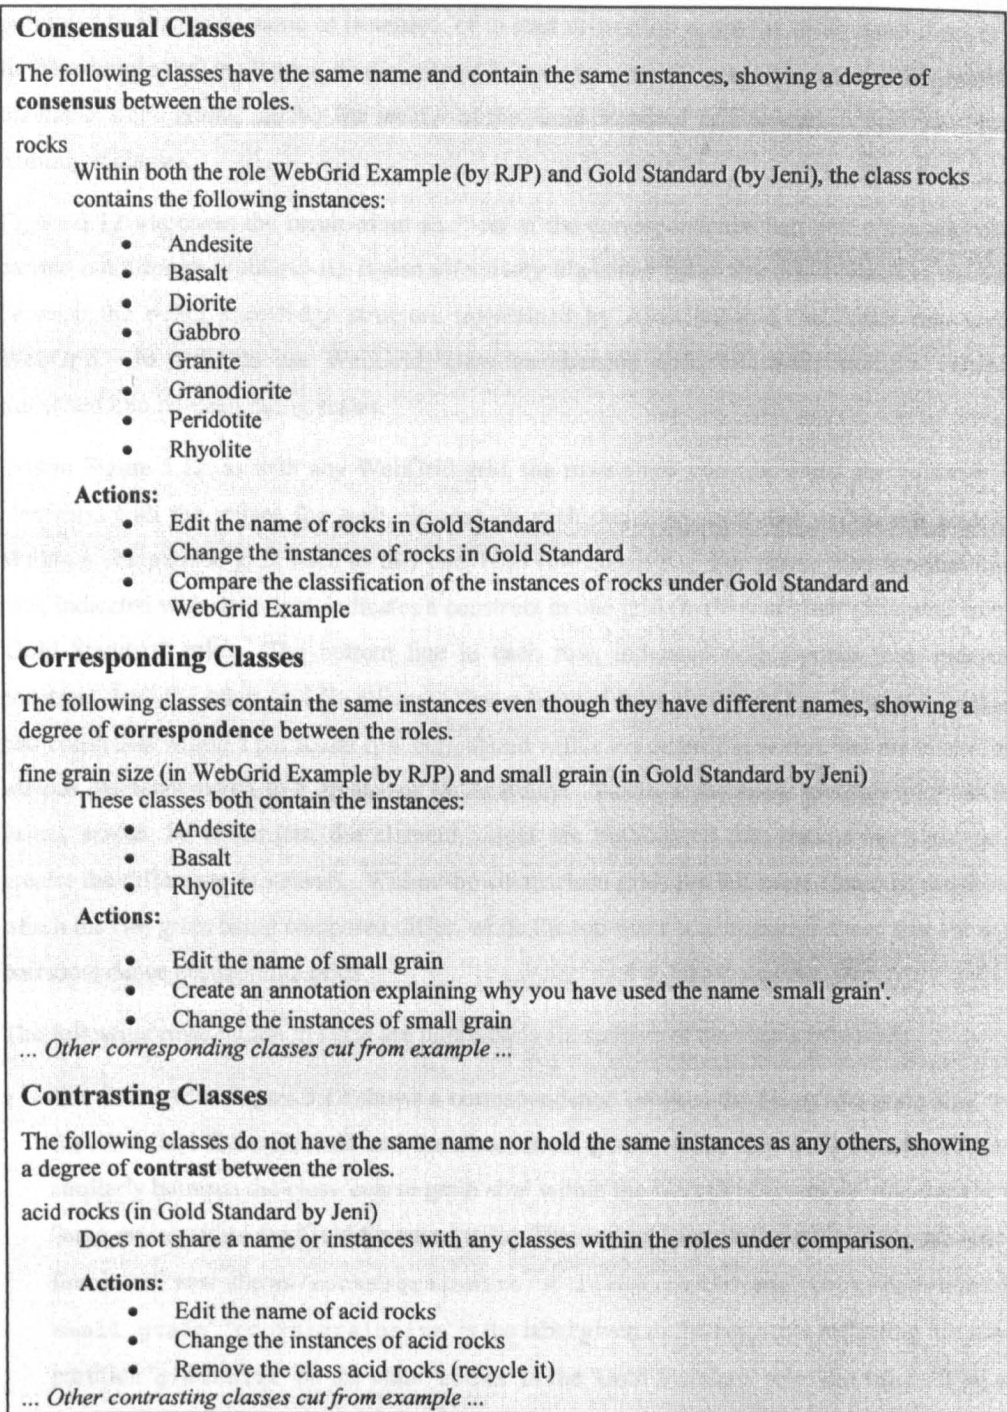 Consensual Classes
The following classes have the same name and contain the same instances, showing a degree of
consensus between the roles.
rocks
Within both the role WebGrid Example (by RJP) and Gold Standard (by Jeni), the class rocks
contains the following instances:
• Andesite
• Basalt
• Diorite
• Gabbro
• Granite
• Granodiorite
• Peridotite
• Rhyolite
Actions:
• Edit the name of rocks in Gold Standard
• Change the instances of rocks in Gold Standard
• Compare the classification of the instances of rocks under Gold Standard and
WebGrid Example
Corresponding Classes
The following classes contain the same instances even though they have different names, showing a
degree of correspondence between the roles.
fine grain size (in WebGrid Example by RJP) and small grain (in Gold Standard by Jeni)
These classes both contain the instances:
• Andesite
• Basalt
• Rhyolite
Actions:
• Edit the name of small grain
• Create an annotation explaining why you have used the name `small grain'.
• Change the instances of small grain
... Other corresponding classes cut from example ...
Contrasting Classes
The following classes do not have the same name nor hold the same instances as any others, showing
a degree of contrast between the roles.
acid rocks (in Gold Standard by Jeni)
Does not share a name or instances with any classes within the roles under comparison.
Actions:
• Edit the name of acid rocks
• Change the instances of acid rocks
• Remove the class acid rocks (recycle it)
... Other contrasting classes cut from example ...